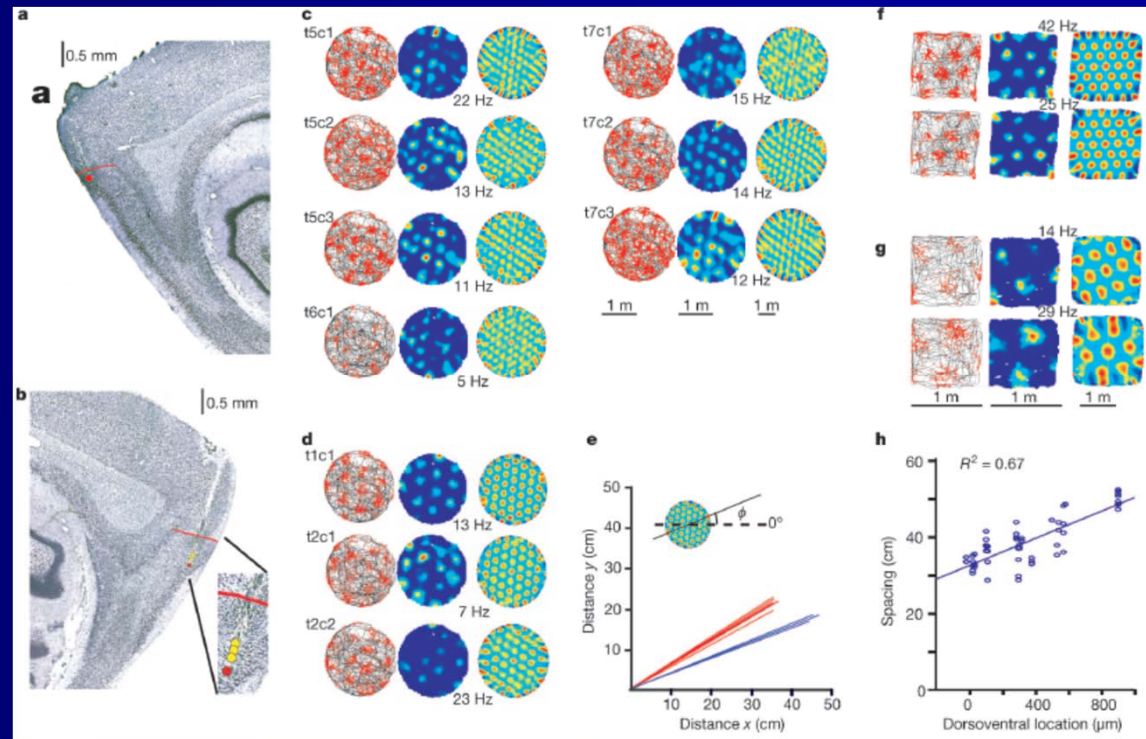 a
0.5 mm
a
b
0.5 mm
c
t5c1
22 Hz
t5c2
13 Hz
t5c3
11 Hz
t6c1
5 Hz
t7c1
15 Hz
t7c2
14 Hz
t7c3
12 Hz
1 m
1 m
1 m
d
t1c1
13 Hz
t2c1
7 Hz
t2c2
23 Hz
e
50
40
30
20
10
Distance y (cm)
ϕ
0°
10 20 30 40 50
Distance x (cm)
f
42 Hz
25 Hz
g
14 Hz
29 Hz
1 m
1 m
1 m
h
R² = 0.67
60
40
20
0
Spacing (cm)
0 400 800
Dorsoventral location (µm)